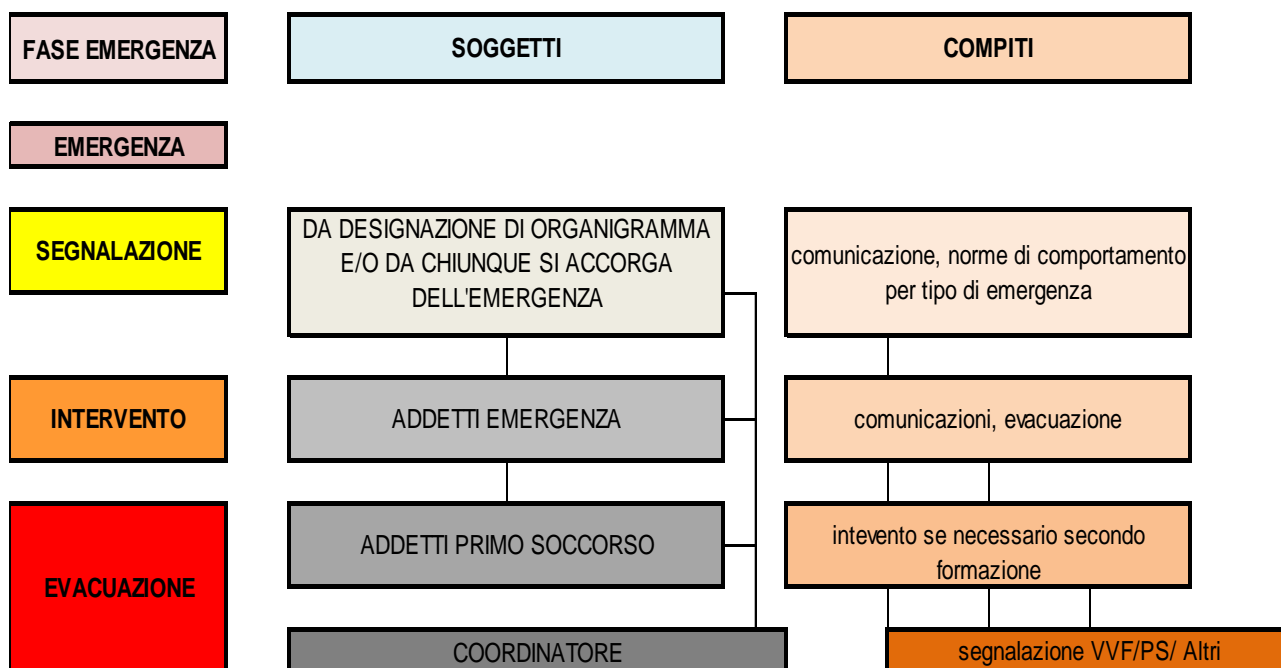 FASE EMERGENZA
SOGGETTI
COMPITI
EMERGENZA
SEGNALAZIONE
DA DESIGNAZIONE DI ORGANIGRAMMA
E/O DA CHIUNQUE SI ACCORGA
DELL'EMERGENZA
comunicazione, norme di comportamento
per tipo di emergenza
INTERVENTO
ADDETTI EMERGENZA
comunicazioni, evacuazione
EVACUAZIONE
ADDETTI PRIMO SOCCORSO
intevento se necessario secondo
formazione
COORDINATORE
segnalazione VVF/PS/ Altri